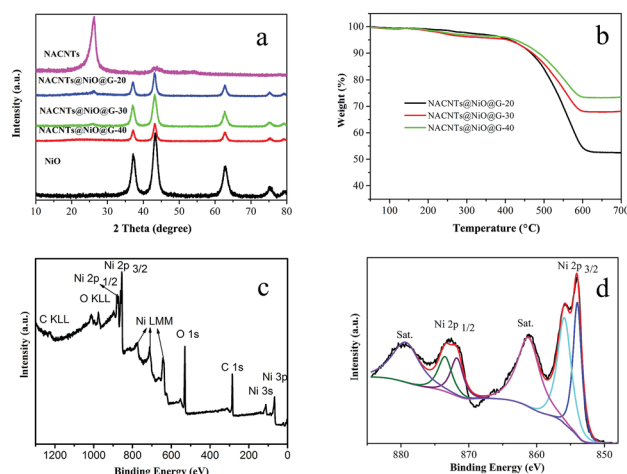 a
NACNTs
NACNTs@NiO@G-20
NACNTs@NiO@G-30
NACNTs@NiO@G-40
NiO
Intensity (a.u.)
10 20 30 40 50 60 70 80
2 Theta (degree)
b
100
90
80
70
60
50
40
Weight (%)
NACNTs@NiO@G-20
NACNTs@NiO@G-30
NACNTs@NiO@G-40
100 200 300 400 500 600 700
Temperature (°C)
c
Ni 2p 3/2
Ni 2p 1/2
O KLL
C KLL
Ni LMM
O 1s
C 1s
Ni 3p
Ni 3s
Intensity (a.u.)
1200 1000 800 600 400 200 0
Binding Energy (eV)
d
Ni 2p 3/2
Sat.
Ni 2p 1/2
Sat.
Intensity (a.u.)
880 870 860 850
Binding Energy (eV)